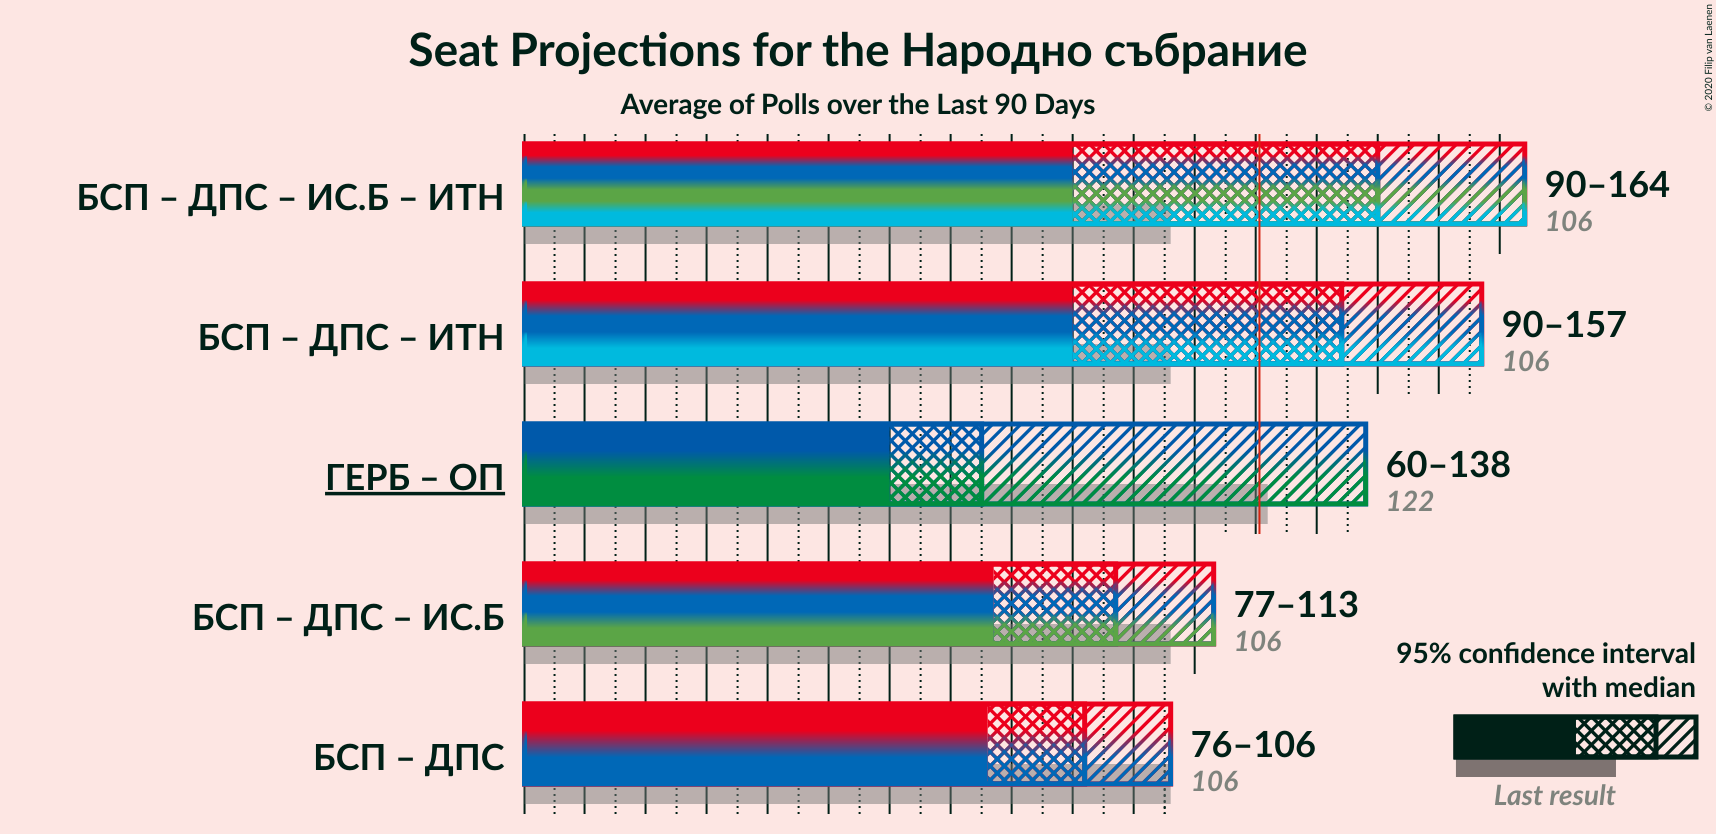 Seat Projections for the Народно събрание
Average of Polls over the Last 90 Days
© 2020 Filip van Laenen
БСП – ДПС – ИС.Б – ИТН
90–164
106
БСП – ДПС – ИТН
90–157
106
ГЕРБ – ОП
60–138
122
БСП – ДПС – ИС.Б
77–113
106
БСП – ДПС
76–106
106
95% confidence interval
with median
Last result